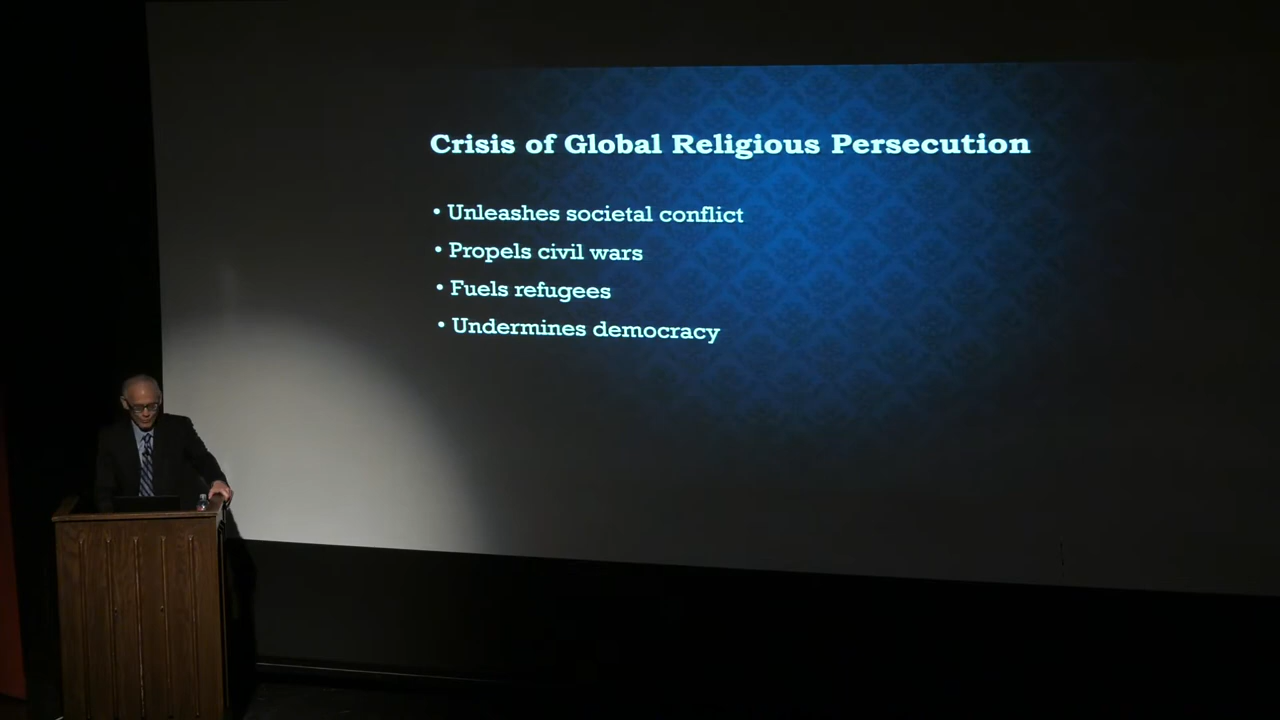 Crisis of Global Religious Persecution
• Unleashes societal conflict
• Propels civil wars
• Fuels refugees
• Undermines democracy